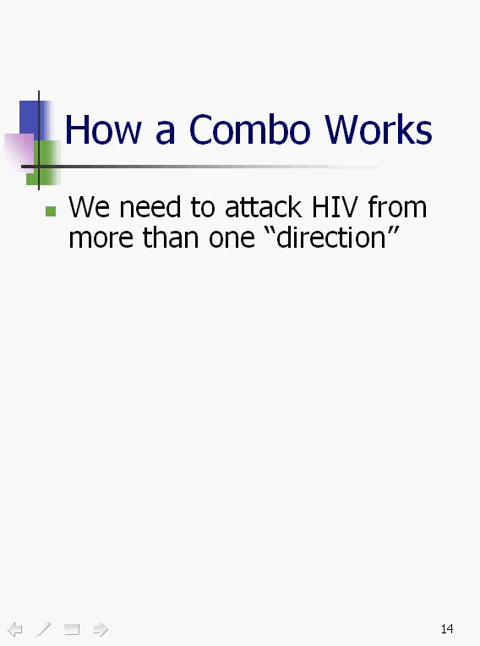 How a Combo Works
We need to attack HIV from
more than one “direction”
14